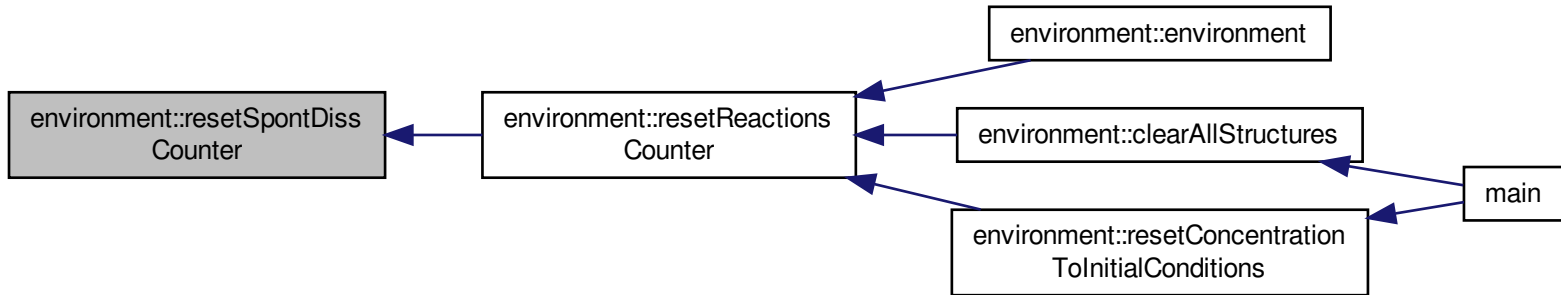 environment::resetSpontDiss
Counter
environment::resetReactions
Counter
environment::environment
environment::clearAllStructures
environment::resetConcentration
ToInitialConditions
main